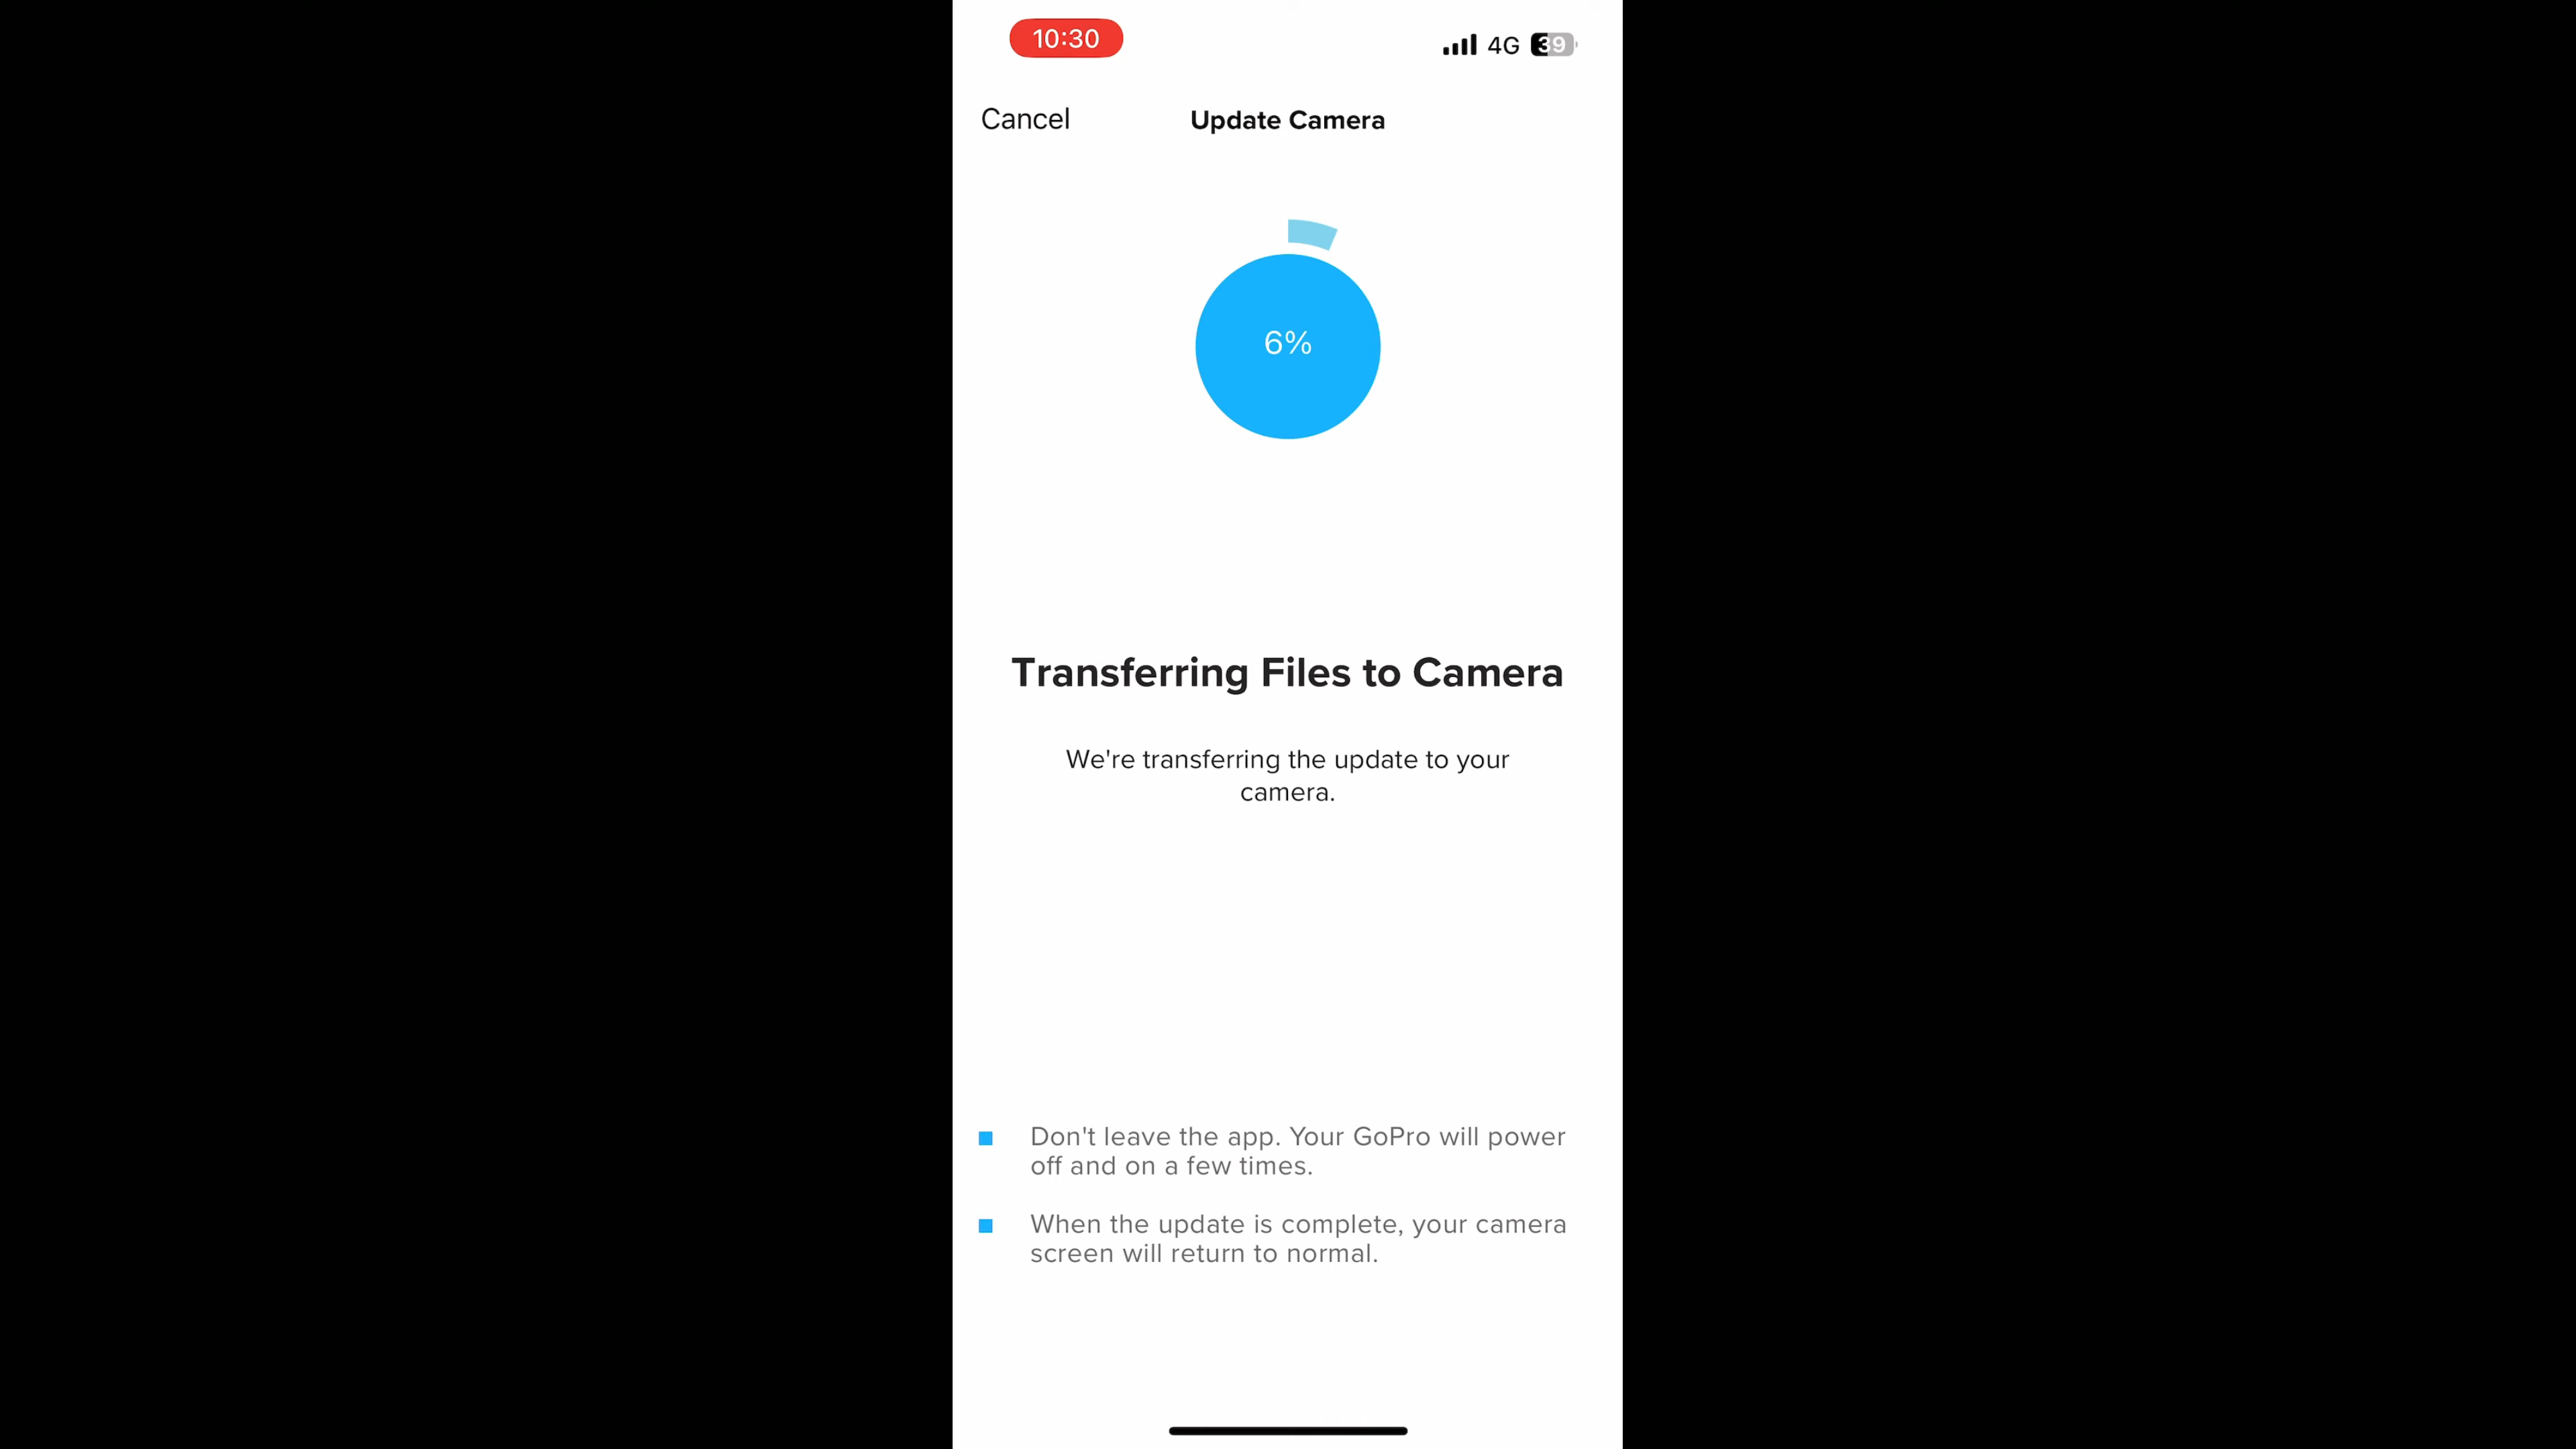 10:30
4G 39
Cancel
Update Camera
6%
Transferring Files to Camera
We're transferring the update to your
camera.
Don't leave the app. Your GoPro will power
off and on a few times.
When the update is complete, your camera
screen will return to normal.